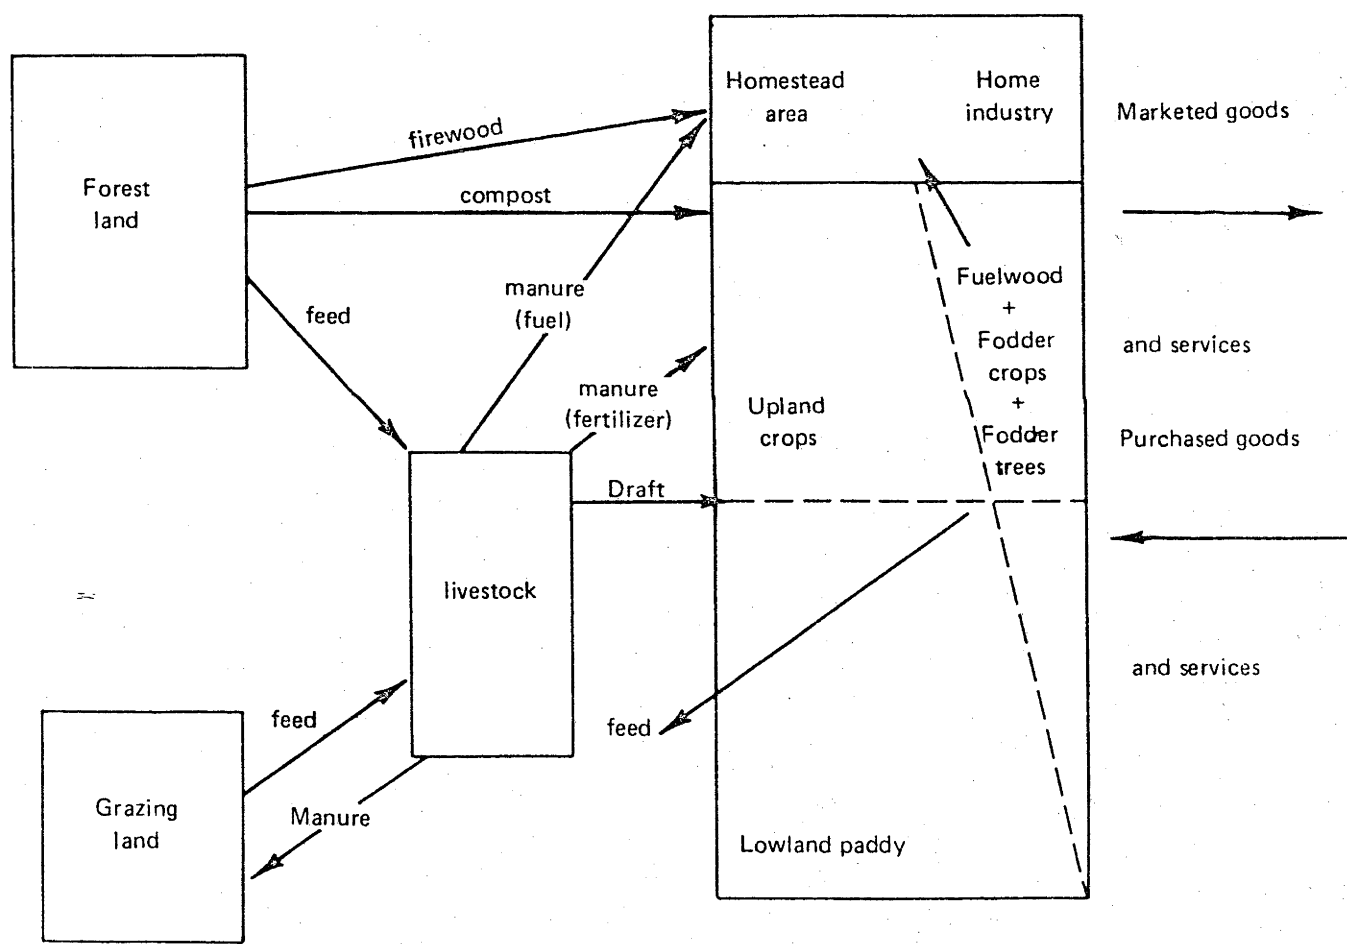 Homestead
area
Home
industry
Marketed goods
firewood
Forest
land
compost
feed
manure
(fuel)
Fuelwood
+
Fodder
crops
+
Fodder
trees
and services
manure
(fertilizer)
Upland
crops
Purchased goods
Draft
livestock
and services
feed
feed
Grazing
land
Manure
Lowland paddy